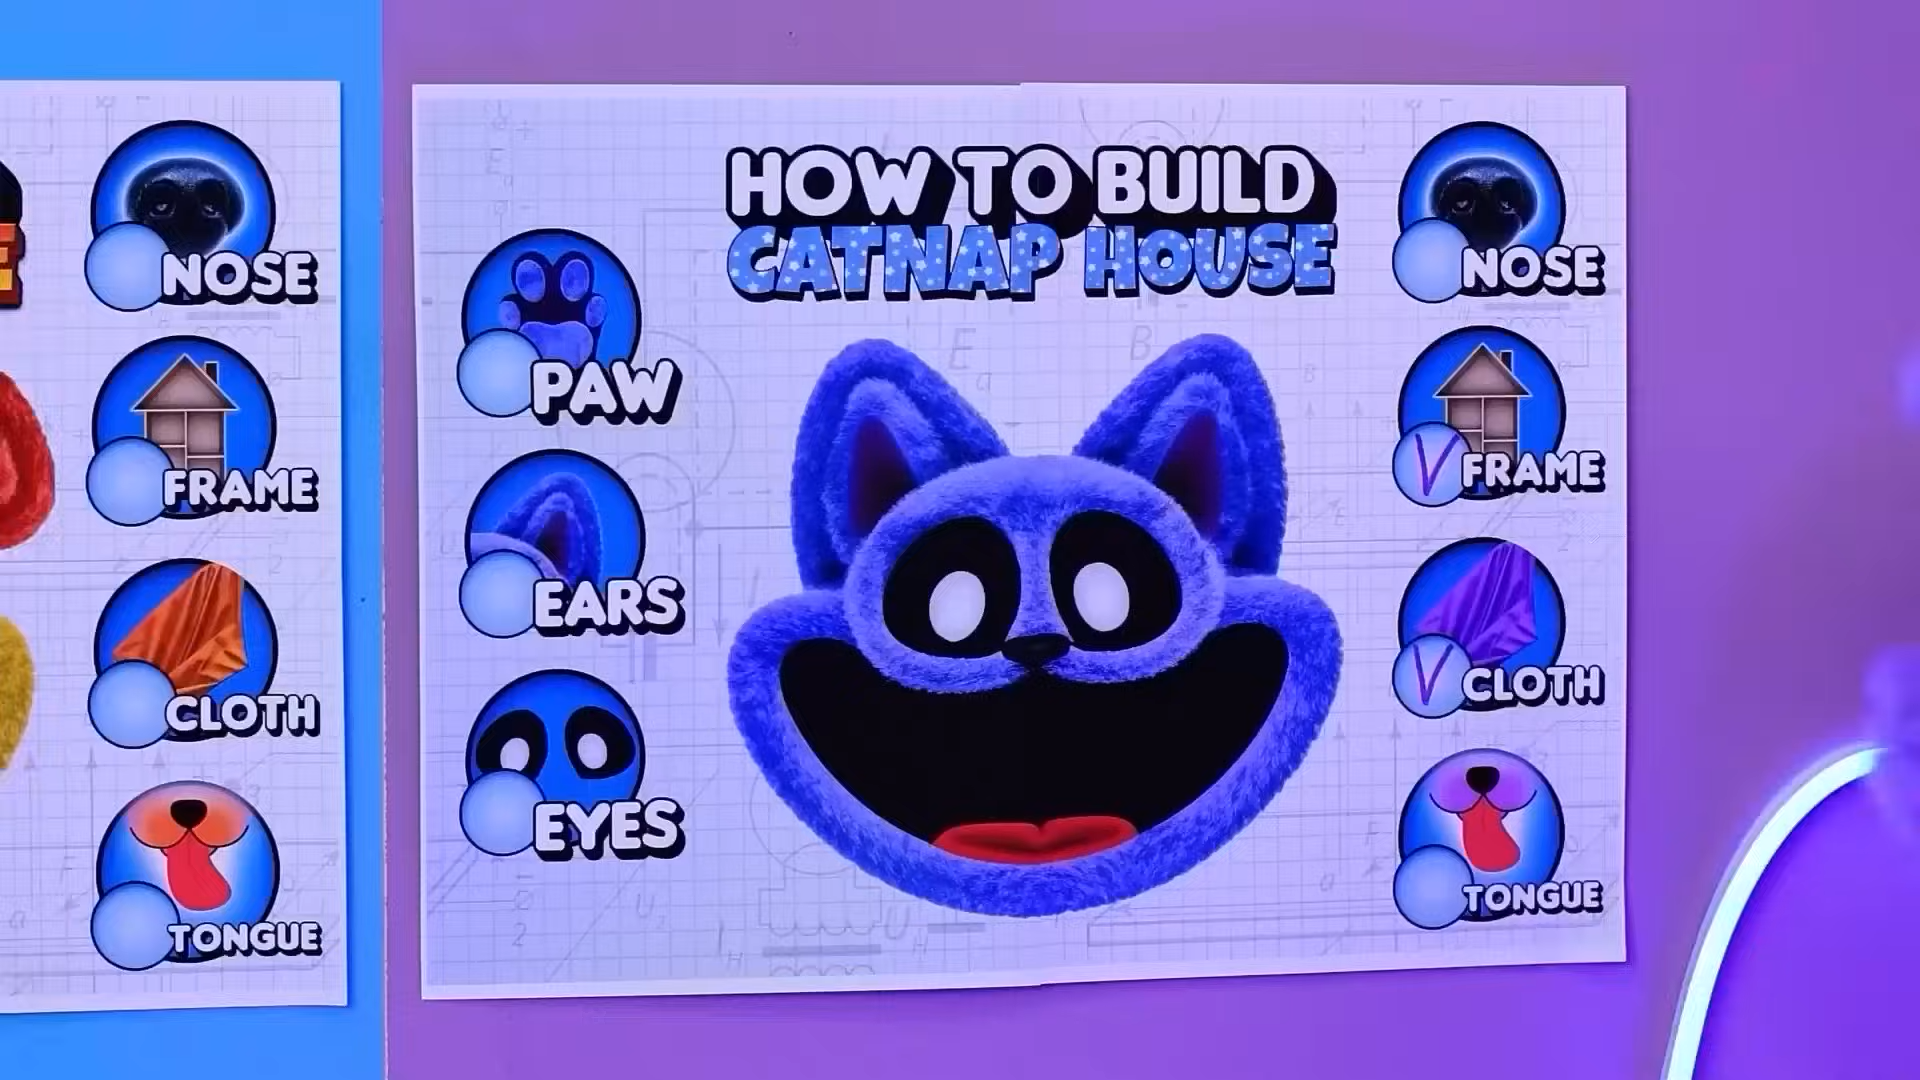 NOSE
FRAME
CLOTH
TONGUE
HOW TO BUILD
CATNAP HOUSE
PAW
EARS
EYES
NOSE
V FRAME
V CLOTH
TONGUE